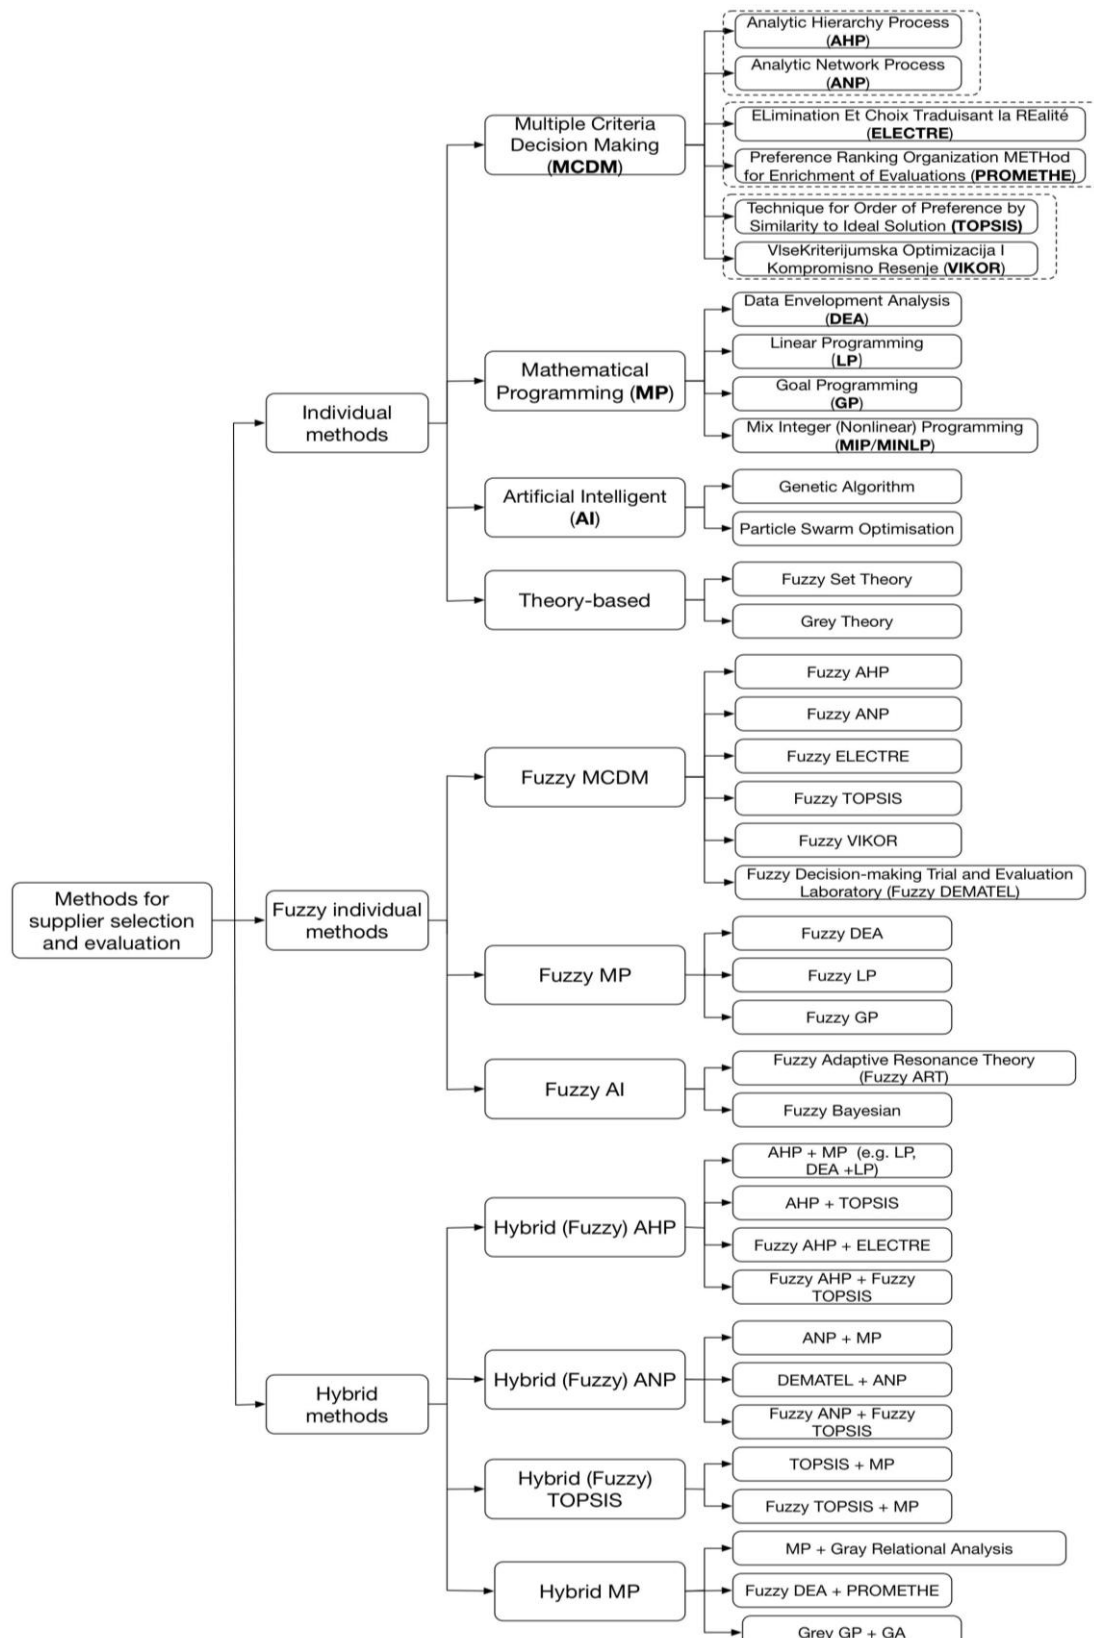 Methods for
supplier selection
and evaluation
Individual
methods
Multiple Criteria
Decision Making
(MCDM)
Analytic Hierarchy Process
(AHP)
Analytic Network Process
(ANP)
ELimination Et Choix Traduisant la REalité
(ELECTRE)
Preference Ranking Organization METHod
for Enrichment of Evaluations (PROMETHE)
Technique for Order of Preference by
Similarity to Ideal Solution (TOPSIS)
VlseKriterijumska Optimizacija I
Kompromisno Resenje (VIKOR)
Mathematical
Programming (MP)
Data Envelopment Analysis
(DEA)
Linear Programming
(LP)
Goal Programming
(GP)
Mix Integer (Nonlinear) Programming
(MIP/MINLP)
Artificial Intelligent
(AI)
Genetic Algorithm
Particle Swarm Optimisation
Theory-based
Fuzzy Set Theory
Grey Theory
Fuzzy individual
methods
Fuzzy MCDM
Fuzzy AHP
Fuzzy ANP
Fuzzy ELECTRE
Fuzzy TOPSIS
Fuzzy VIKOR
Fuzzy Decision-making Trial and Evaluation
Laboratory (Fuzzy DEMATEL)
Fuzzy MP
Fuzzy DEA
Fuzzy LP
Fuzzy GP
Fuzzy AI
Fuzzy Adaptive Resonance Theory
(Fuzzy ART)
Fuzzy Bayesian
Hybrid
methods
Hybrid (Fuzzy) AHP
AHP + MP (e.g. LP,
DEA +LP)
AHP + TOPSIS
Fuzzy AHP + ELECTRE
Fuzzy AHP + Fuzzy
TOPSIS
Hybrid (Fuzzy) ANP
ANP + MP
DEMATEL + ANP
Fuzzy ANP + Fuzzy
TOPSIS
Hybrid (Fuzzy)
TOPSIS
TOPSIS + MP
Fuzzy TOPSIS + MP
Hybrid MP
MP + Gray Relational Analysis
Fuzzy DEA + PROMETHE
Grey GP + GA